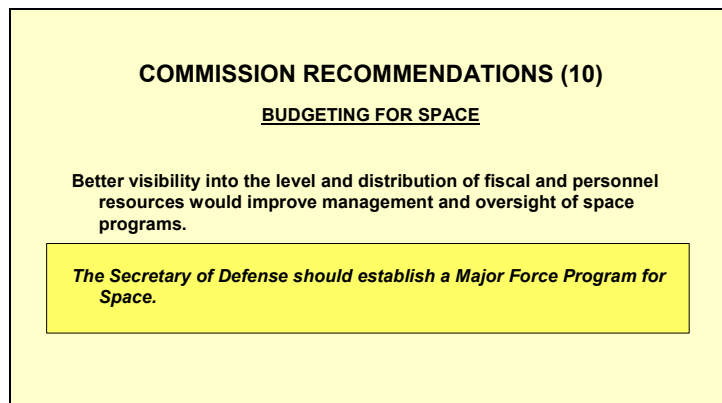 COMMISSION RECOMMENDATIONS (10)
BUDGETING FOR SPACE
Better visibility into the level and distribution of fiscal and personnel
resources would improve management and oversight of space
programs.
The Secretary of Defense should establish a Major Force Program for
Space.